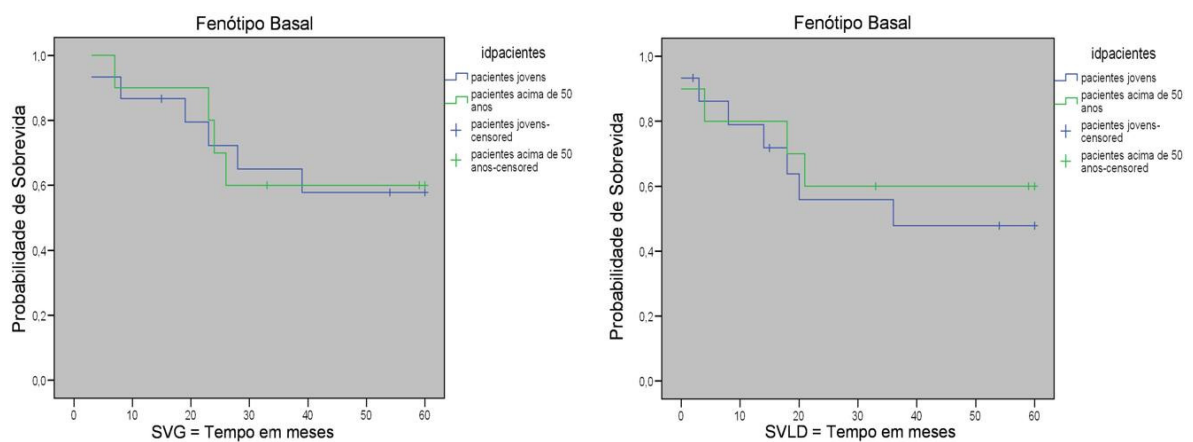 Fenótipo Basal
Probabilidade de Sobrevida
1,0
0,8
0,6
0,4
0,2
0,0
0 10 20 30 40 50 60
SVG = Tempo em meses
idpacientes
pacientes jovens
pacientes acima de 50
anos
pacientes jovens-
censored
pacientes acima de 50
anos-censored
Fenótipo Basal
Probabilidade de Sobrevida
1,0
0,8
0,6
0,4
0,2
0,0
0 10 20 30 40 50 60
SVLD = Tempo em meses
idpacientes
pacientes jovens
pacientes acima de 50
anos
pacientes jovens-
censored
pacientes acima de 50
anos-censored